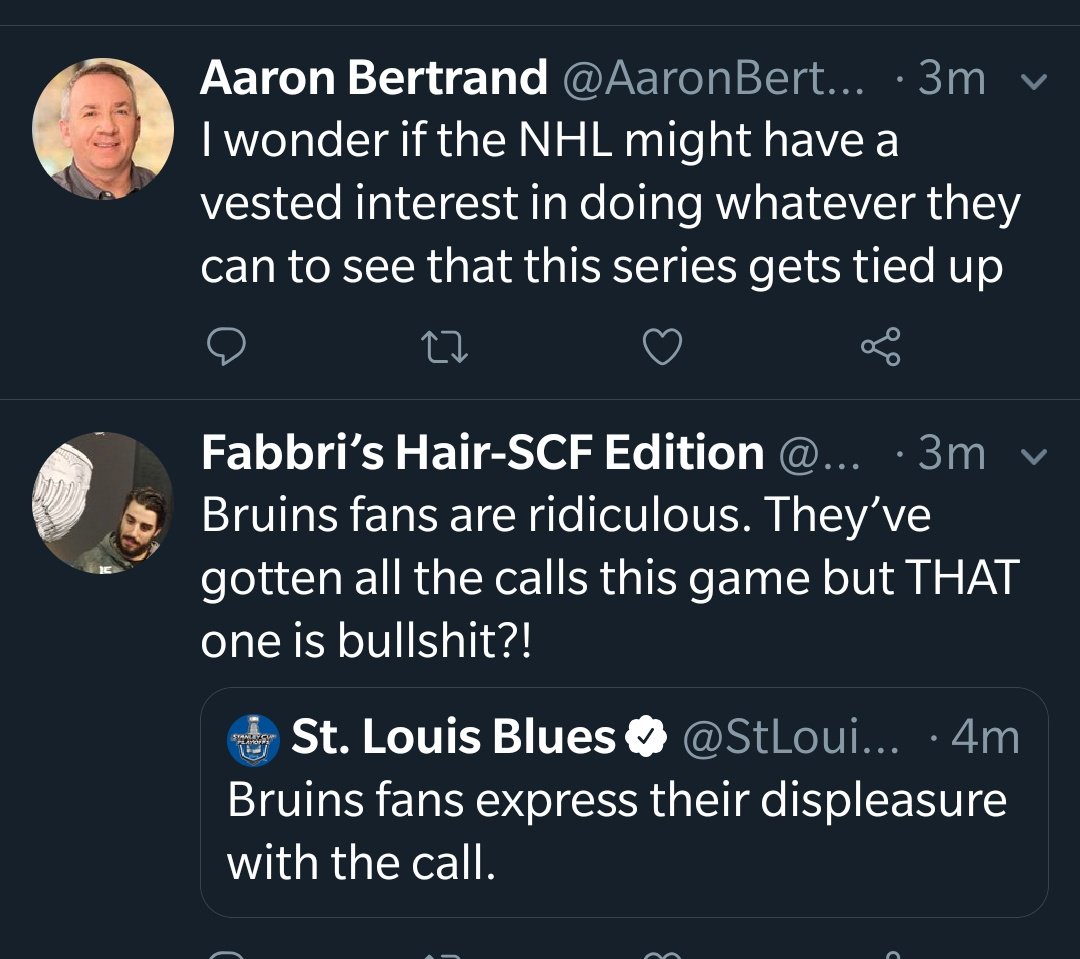 Aaron Bertrand @AaronBert... · 3m
I wonder if the NHL might have a
vested interest in doing whatever they
can to see that this series gets tied up
Fabbri’s Hair-SCF Edition @... · 3m
Bruins fans are ridiculous. They’ve
gotten all the calls this game but THAT
one is bullshit?!
STANLEY CUP
PLAYOFFS
St. Louis Blues @StLoui... · 4m
Bruins fans express their displeasure
with the call.